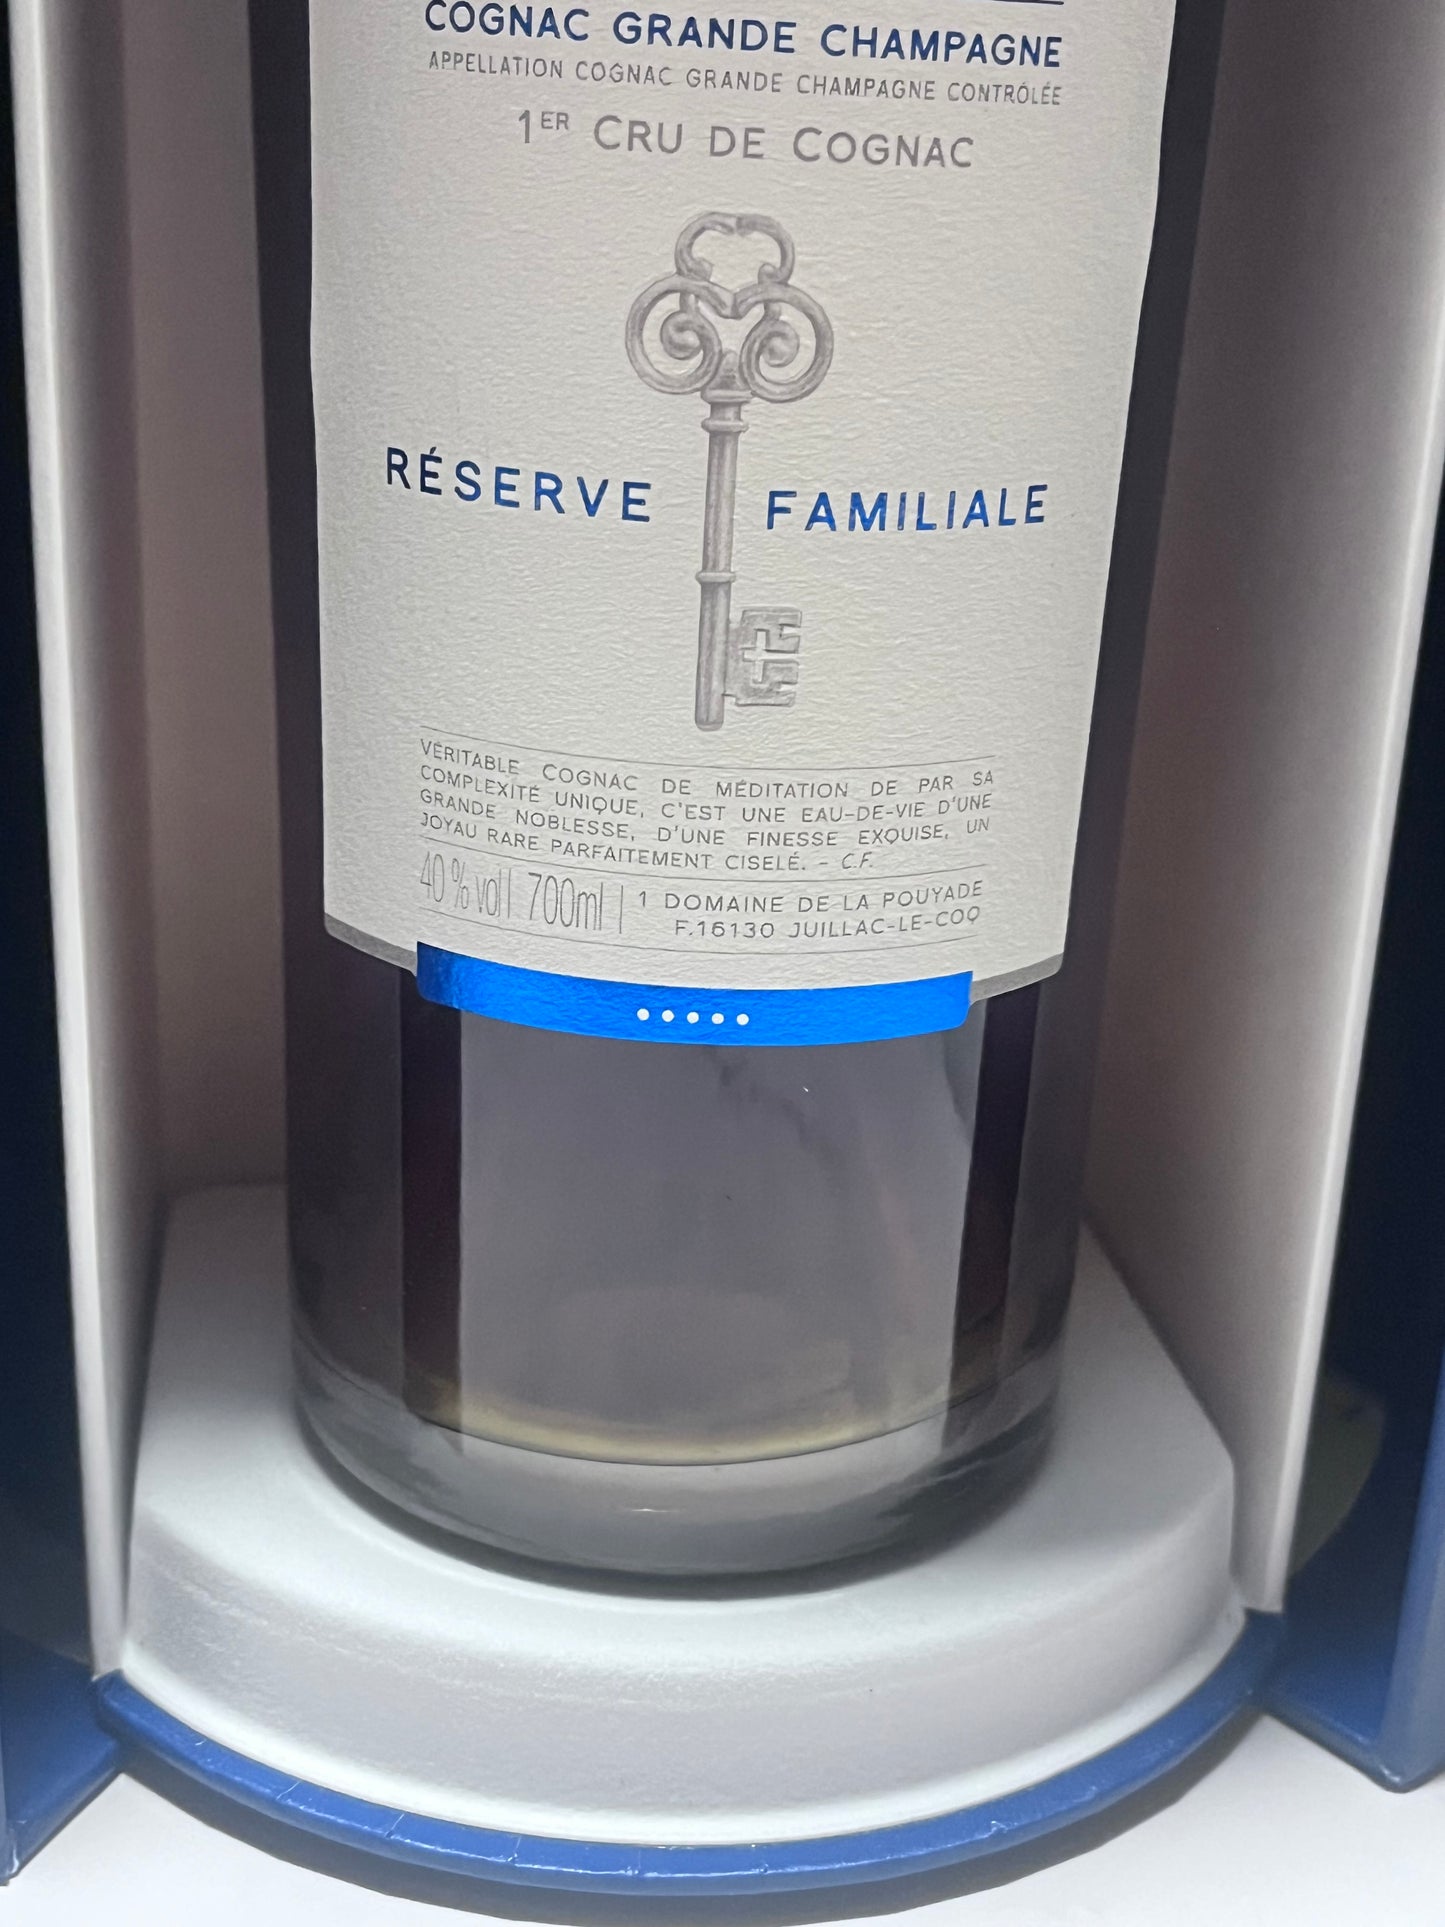 COGNAC GRANDE CHAMPAGNE
APPELLATION COGNAC GRANDE CHAMPAGNE CONTRÔLÉE
1ER CRU DE COGNAC
RÉSERVE FAMILIALE
VÉRITABLE COGNAC DE MÉDITATION DE PAR SA
COMPLEXITÉ UNIQUE, C'EST UNE EAU-DE-VIE D'UNE
GRANDE NOBLESSE, D'UNE FINESSE EXQUISE, UN
JOYAU RARE PARFAITEMENT CISELÉ. - C.F.
40 % vol | 700ml | 1 DOMAINE DE LA POUYADE
F.16130 JUILLAC-LE-COQ